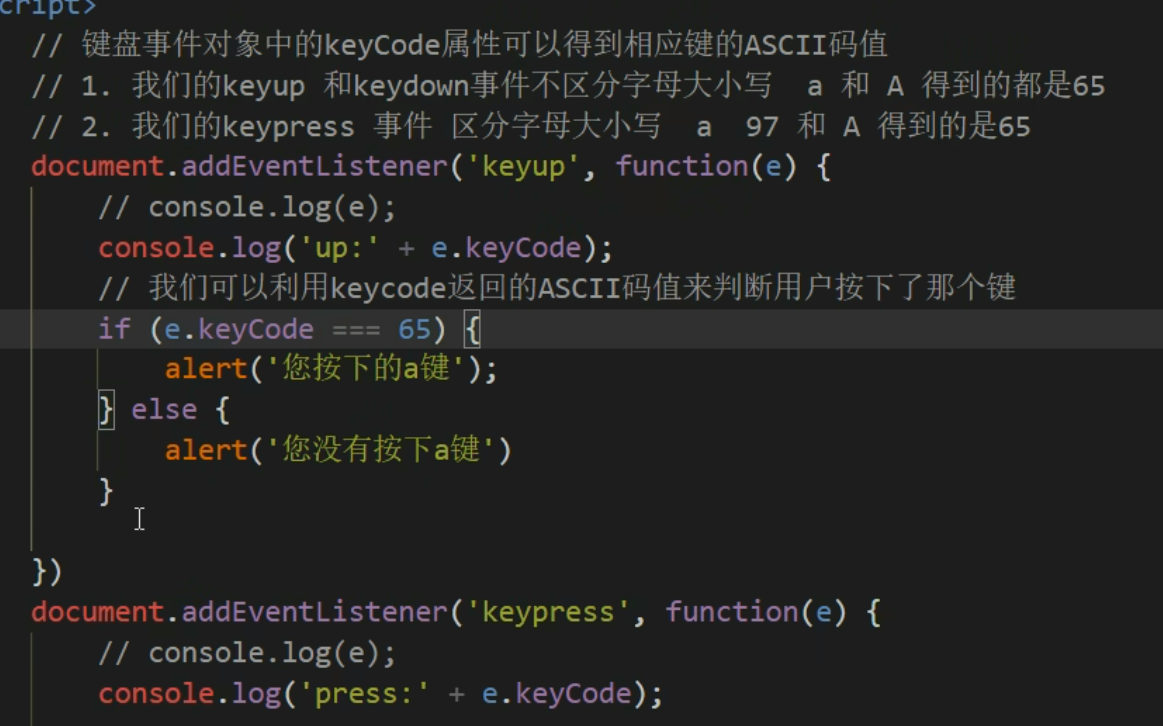 cript>
// 键盘事件对象中的keyCode属性可以得到相应键的ASCII码值
// 1. 我们的keyup 和keydown事件不区分字母大小写  a 和 A 得到的都是65
// 2. 我们的keypress 事件 区分字母大小写  a  97 和 A 得到的是65
document.addEventListener('keyup', function(e) {
    // console.log(e);
    console.log('up:' + e.keyCode);
    // 我们可以利用keycode返回的ASCII码值来判断用户按下了那个键
    if (e.keyCode === 65) {
        alert('您按下的a键');
    } else {
        alert('您没有按下a键')
    }
})
document.addEventListener('keypress', function(e) {
    // console.log(e);
    console.log('press:' + e.keyCode);